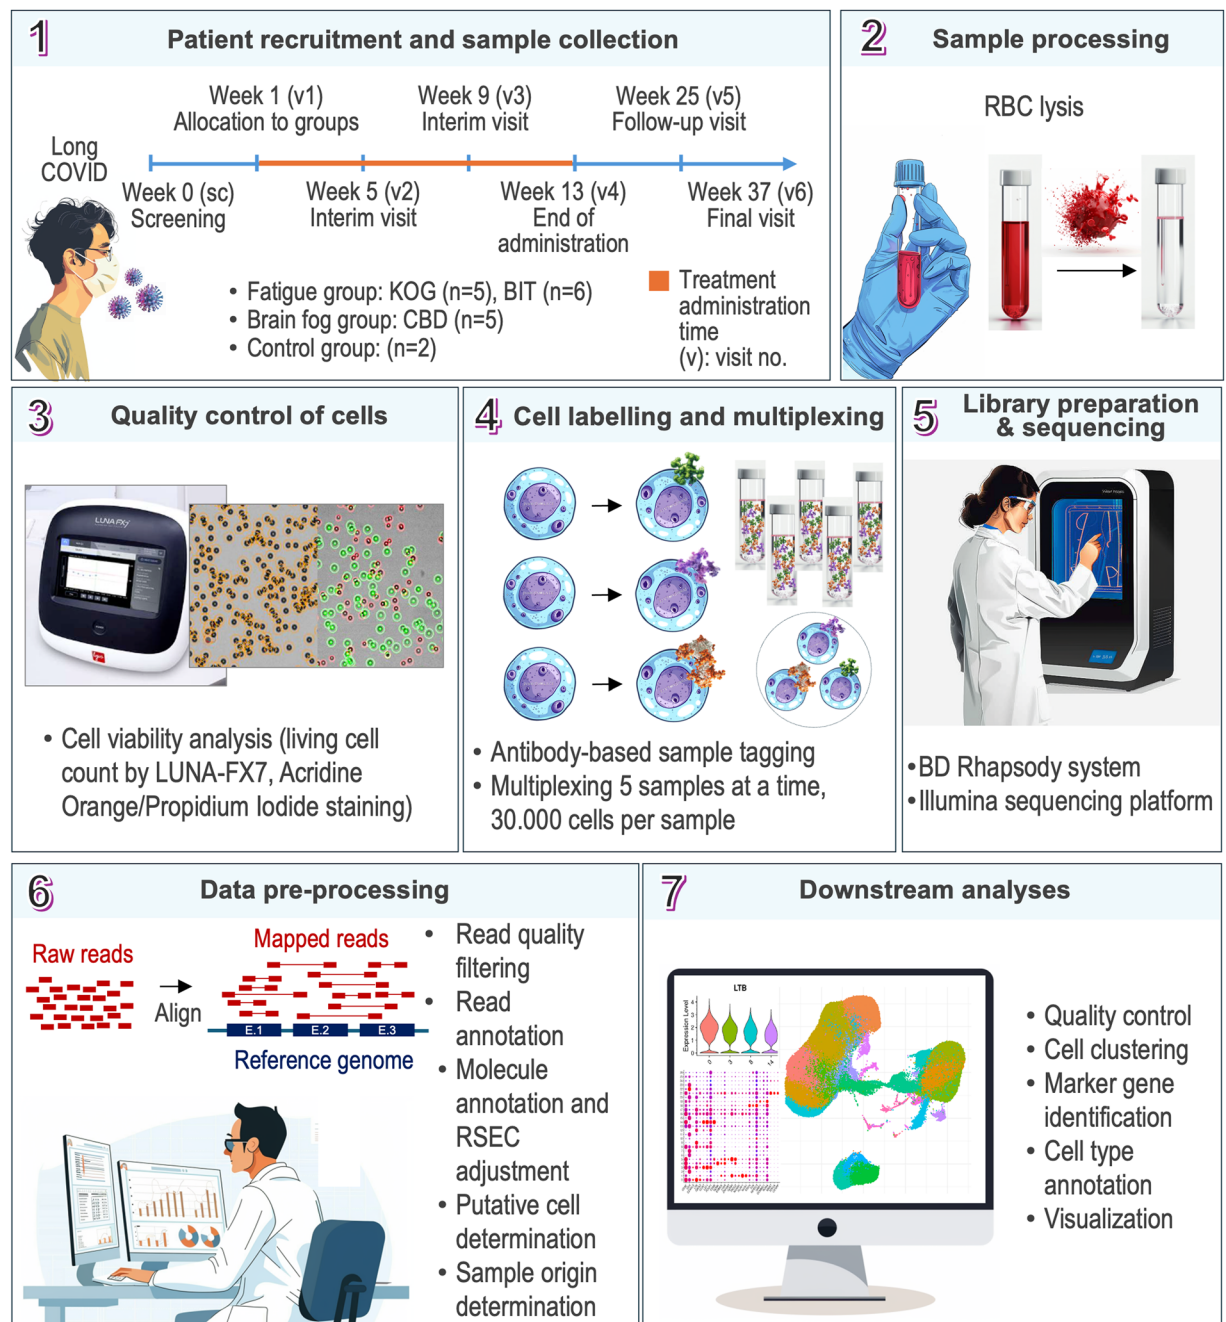 1
Patient recruitment and sample collection
Week 1 (v1)
Allocation to groups
Week 9 (v3)
Interim visit
Week 25 (v5)
Follow-up visit
Long
COVID
Week 0 (sc)
Screening
Week 5 (v2)
Interim visit
Week 13 (v4)
End of
administration
Week 37 (v6)
Final visit
• Fatigue group: KOG (n=5), BIT (n=6)
• Brain fog group: CBD (n=5)
• Control group: (n=2)
Treatment
administration
time
(v): visit no.
2
Sample processing
RBC lysis
3
Quality control of cells
LUNA-FX7
• Cell viability analysis (living cell
count by LUNA-FX7, Acridine
Orange/Propidium Iodide staining)
4
Cell labelling and multiplexing
• Antibody-based sample tagging
• Multiplexing 5 samples at a time,
30.000 cells per sample
5
Library preparation
& sequencing
• BD Rhapsody system
• Illumina sequencing platform
6
Data pre-processing
Raw reads
Align
Mapped reads
E.1 E.2 E.3
Reference genome
• Read quality
filtering
• Read
annotation
• Molecule
annotation and
RSEC
adjustment
• Putative cell
determination
• Sample origin
determination
7
Downstream analyses
LTB
Expression Level
4
3
2
1
0
• Quality control
• Cell clustering
• Marker gene
identification
• Cell type
annotation
• Visualization